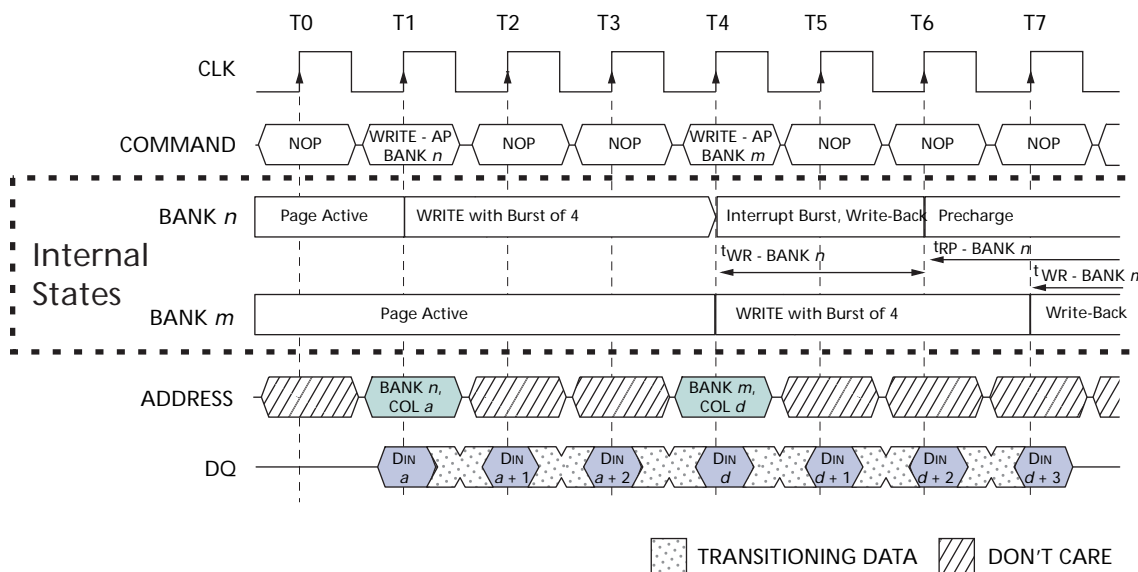 T0 T1 T2 T3 T4 T5 T6 T7
CLK
COMMAND NOP WRITE - AP BANK n NOP NOP WRITE - AP BANK m NOP NOP NOP
Internal States
BANK n Page Active WRITE with Burst of 4 Interrupt Burst, Write-Back Precharge
tWR - BANK n tRP - BANK n
tWR - BANK
BANK m Page Active WRITE with Burst of 4 Write-Back
ADDRESS BANK n, COL a BANK m, COL d
DQ DIN a DIN a + 1 DIN a + 2 DIN d DIN d + 1 DIN d + 2 DIN d + 3
TRANSITIONING DATA DON'T CARE